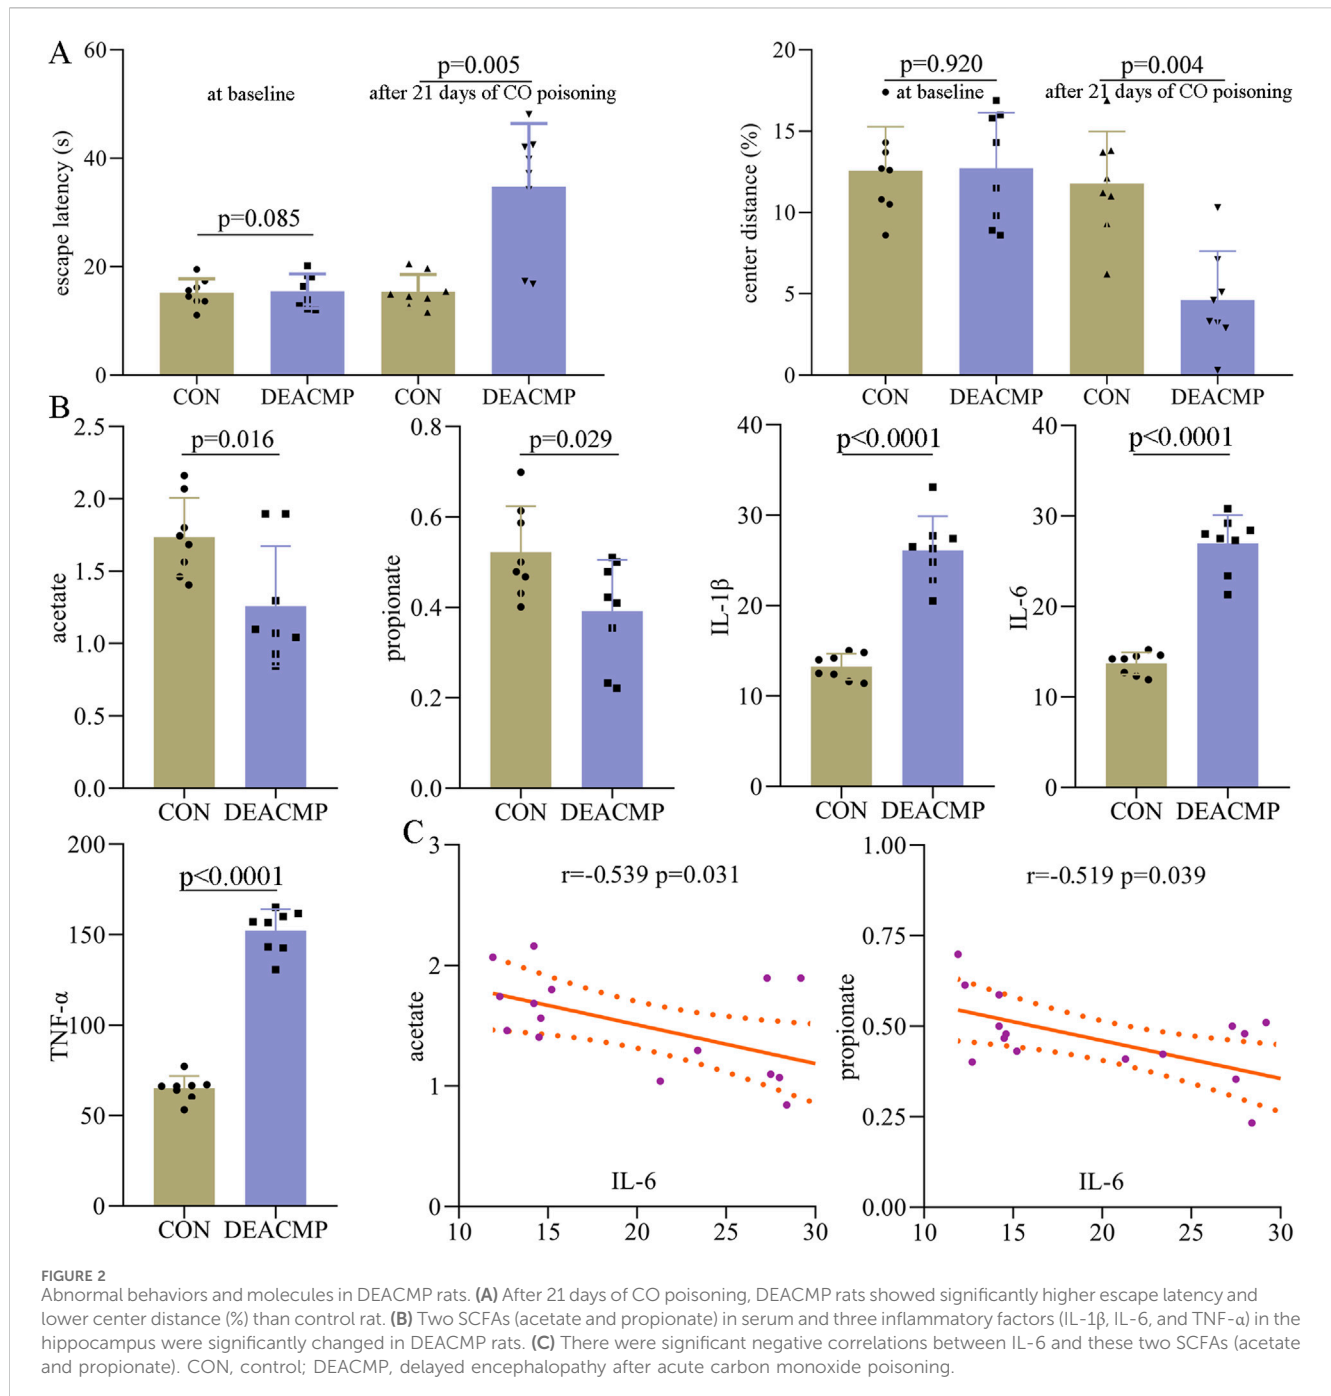 A
60
40
20
0
escape latency (s)
at baseline
p=0.085
p=0.005
after 21 days of CO poisoning
CON
DEACMP
CON
DEACMP
20
15
10
5
0
center distance (%)
p=0.920
at baseline
p=0.004
after 21 days of CO poisoning
CON
DEACMP
CON
DEACMP
B
2.5
2.0
1.5
1.0
0.5
0.0
acetate
p=0.016
CON
DEACMP
0.8
0.6
0.4
0.2
0.0
propionate
p=0.029
CON
DEACMP
40
30
20
10
0
IL-1β
p<0.0001
CON
DEACMP
40
30
20
10
0
IL-6
p<0.0001
CON
DEACMP
200
150
100
50
0
TNF-α
p<0.0001
CON
DEACMP
C
3
2
1
0
acetate
r=-0.539 p=0.031
IL-6
10
15
20
25
30
1.00
0.75
0.50
0.25
0.00
propionate
r=-0.519 p=0.039
IL-6
10
15
20
25
30
FIGURE 2
Abnormal behaviors and molecules in DEACMP rats. (A) After 21 days of CO poisoning, DEACMP rats showed significantly higher escape latency and
lower center distance (%) than control rat. (B) Two SCFAs (acetate and propionate) in serum and three inflammatory factors (IL-1β, IL-6, and TNF-α) in the
hippocampus were significantly changed in DEACMP rats. (C) There were significant negative correlations between IL-6 and these two SCFAs (acetate
and propionate). CON, control; DEACMP, delayed encephalopathy after acute carbon monoxide poisoning.